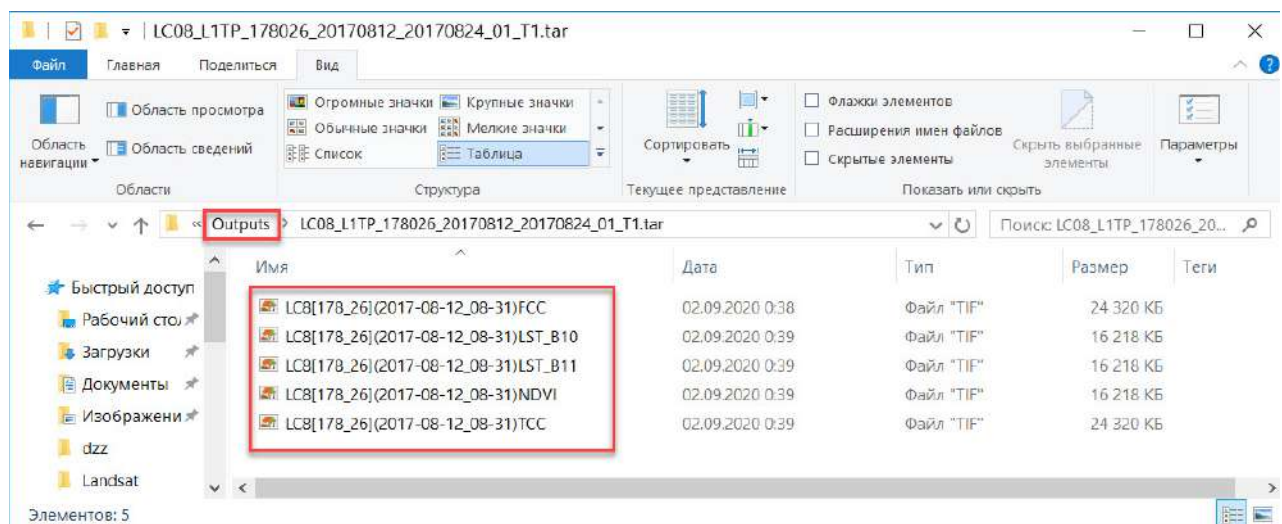 LC08_L1TP_178026_20170812_20170824_01_T1.tar
Файл Главная Поделиться Вид
Область навигации
Область просмотра
Область сведений
Области
Огромные значки Крупные значки
Обычные значки Мелкие значки
Список Таблица
Структура
Сортировать
Текущее представление
Флажки элементов
Расширения имен файлов
Скрытые элементы
Скрыть выбранные
элементы
Показать или скрыть
Параметры
« Outputs > LC08_L1TP_178026_20170812_20170824_01_T1.tar
Поиск: LC08_L1TP_178026_20...
Быстрый доступ
Рабочий стол
Загрузки
Документы
Изображени
dzz
Landsat
Имя Дата Тип Размер Теги
LC8[178_26](2017-08-12_08-31)FCC 02.09.2020 0:38 Файл "TIF" 24 320 КБ
LC8[178_26](2017-08-12_08-31)LST_B10 02.09.2020 0:39 Файл "TIF" 16 218 КБ
LC8[178_26](2017-08-12_08-31)LST_B11 02.09.2020 0:39 Файл "TIF" 16 218 КБ
LC8[178_26](2017-08-12_08-31)NDVI 02.09.2020 0:39 Файл "TIF" 16 218 КБ
LC8[178_26](2017-08-12_08-31)TCC 02.09.2020 0:39 Файл "TIF" 24 320 КБ
Элементов: 5